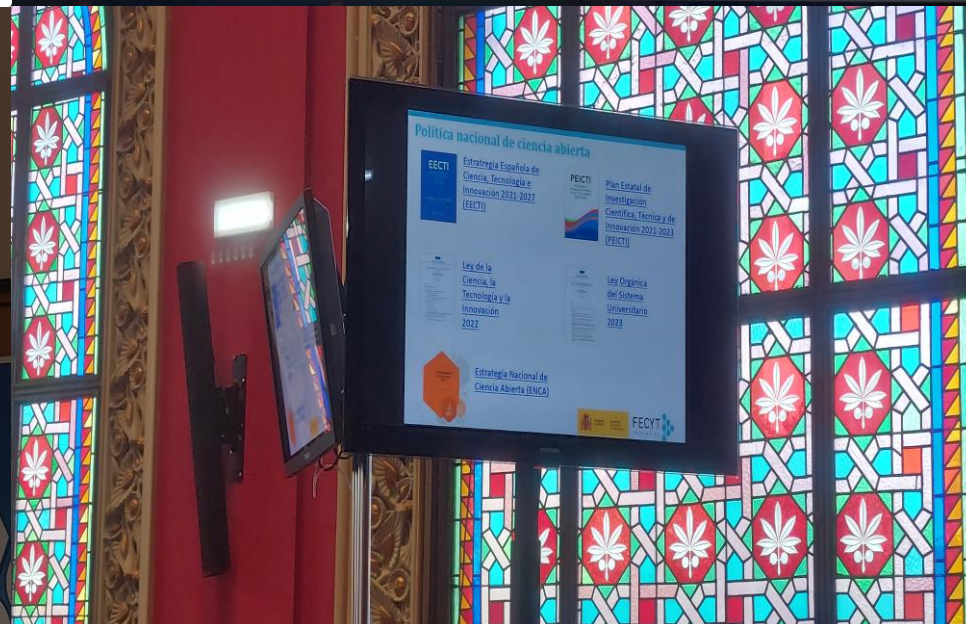 Política nacional de ciencia abierta
EECTI
Estratregia Española de
Ciencia, Tecnología e
Innovación 2021-2027
(EECTI)
PEICTI
Plan Estatal de
Investigación
Científica, Técnica y de
Innovación 2021-2023
(PEICTI)
Ley de la
Ciencia, la
Tecnología y la
Innovación
2022
Ley Orgánica
del Sistema
Universitario
2023
Estrategia Nacional de
Ciencia Abierta (ENCA)
FECYT